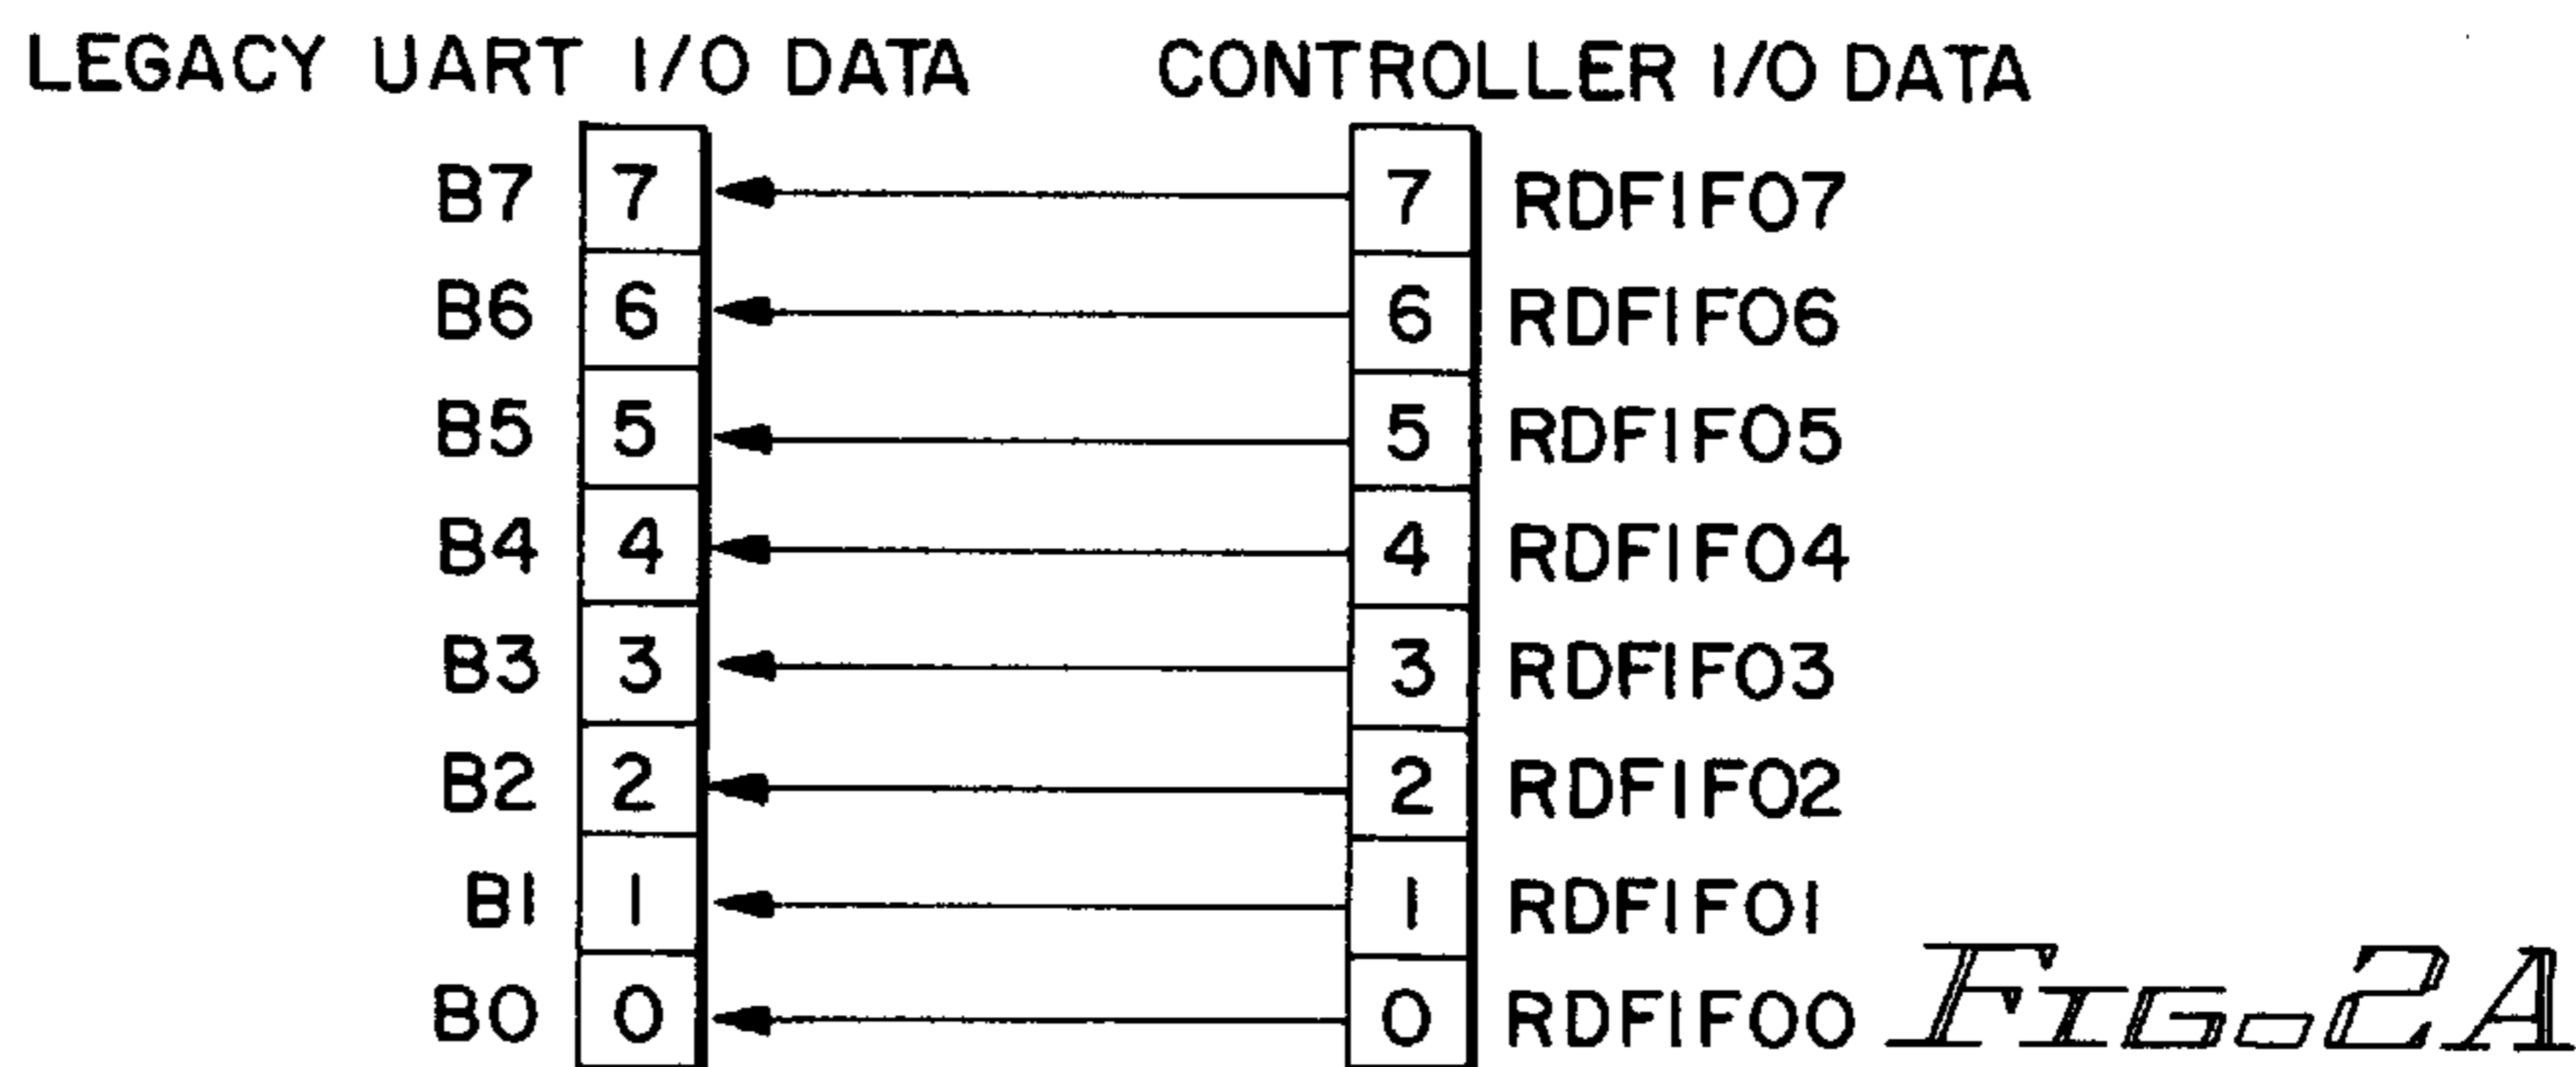 LEGACY UART I/O DATA CONTROLLER I/O DATA
B7 7 7 RDFIFO7
B6 6 6 RDFIFO6
B5 5 5 RDFIFO5
B4 4 4 RDFIFO4
B3 3 3 RDFIFO3
B2 2 2 RDFIFO2
B1 1 1 RDFIFO1
B0 0 0 RDFIFO0
FIG. 2A